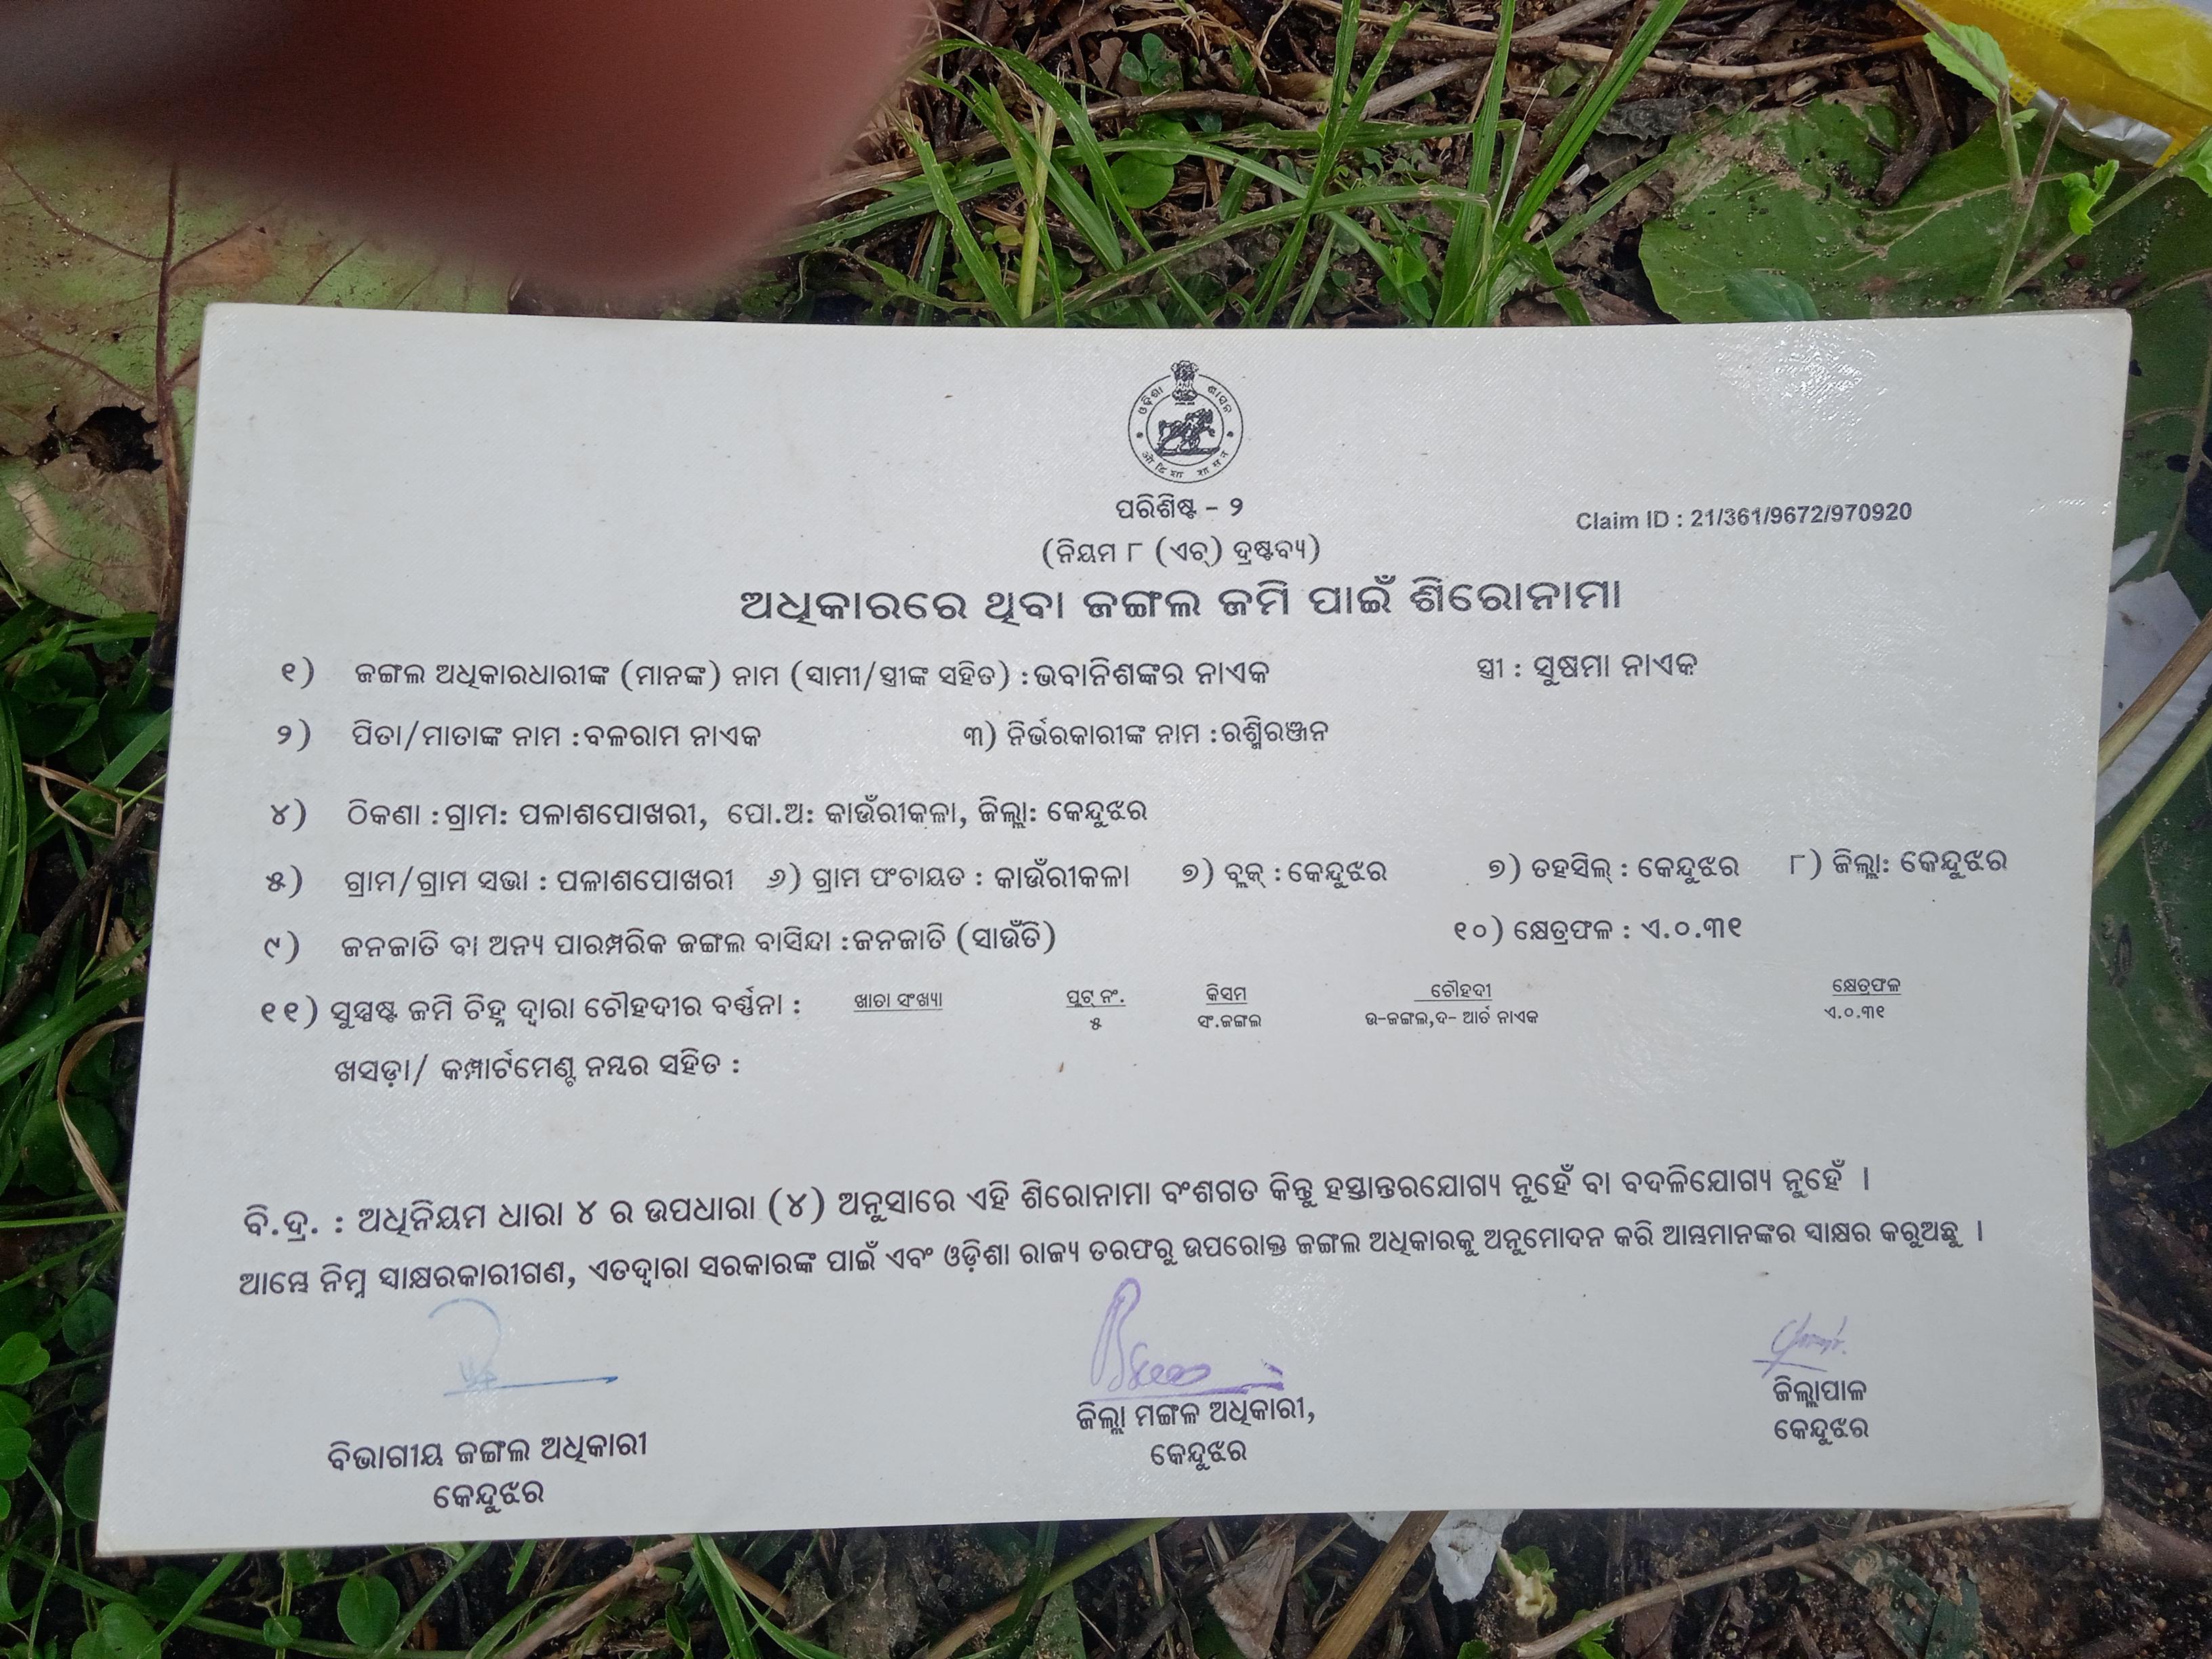 ଓଡ଼ିଶା ଶାସନ
ଓଡିଶା ଶାସନ
ପରିଶିଷ୍ଟ - ୨
Claim ID : 21/361/9672/970920
(ନିୟମ ୮ (ଏଚ୍) ଦ୍ରଷ୍ଟବ୍ୟ)
ଅଧିକାରରେ ଥିବା ଜଙ୍ଗଲ ଜମି ପାଇଁ ଶିରୋନାମା
୧) ଜଙ୍ଗଲ ଅଧିକାରଧାରୀଙ୍କ (ମାନଙ୍କ) ନାମ (ସାମୀ/ସ୍ତ୍ରୀଙ୍କ ସହିତ) : ଭବାନିଶଙ୍କର ନାଏକ ସ୍ତ୍ରୀ : ସୁଷମା ନାଏକ
୨) ପିତା/ମାତାଙ୍କ ନାମ : ବଳରାମ ନାଏକ ୩) ନିର୍ଭରକାରୀଙ୍କ ନାମ : ରଶ୍ମିରଞ୍ଜନ
୪) ଠିକଣା : ଗ୍ରାମ: ପଳାଶପୋଖରୀ, ପୋ.ଅ: କାଉଁରୀକଳା, ଜିଲ୍ଲା: କେନ୍ଦୁଝର
୫) ଗ୍ରାମ/ଗ୍ରାମ ସଭା : ପଳାଶପୋଖରୀ ୬) ଗ୍ରାମ ପଂଚାୟତ : କାଉଁରୀକଳା ୭) ବ୍ଲକ୍ : କେନ୍ଦୁଝର ୭) ତହସିଲ୍ : କେନ୍ଦୁଝର ୮) ଜିଲ୍ଲା: କେନ୍ଦୁଝର
୯) ଜନଜାତି ବା ଅନ୍ୟ ପାରମ୍ପରିକ ଜଙ୍ଗଲ ବାସିନ୍ଦା : ଜନଜାତି (ସାଉଁତି) ୧୦) କ୍ଷେତ୍ରଫଳ : ଏ.୦.୩୧
୧୧) ସୁସ୍ପଷ୍ଟ ଜମି ଚିହ୍ନ ଦ୍ୱାରା ଚୌହଦୀର ବର୍ଣ୍ଣନା : ଖାତା ସଂଖ୍ୟା ପ୍ଲଟ୍ ନଂ. କିସମ ଚୌହଦୀ କ୍ଷେତ୍ରଫଳ
୫ ସଂ.ଜଙ୍ଗଲ ଉ-ଜଙ୍ଗଲ,ଦ- ଆର୍ତ ନାଏକ ଏ.୦.୩୧
ଖସଡ଼ା/ କମ୍ପାର୍ଟମେଣ୍ଟ ନମ୍ବର ସହିତ :
ବି.ଦ୍ର. : ଅଧିନିୟମ ଧାରା ୪ ର ଉପଧାରା (୪) ଅନୁସାରେ ଏହି ଶିରୋନାମା ବଂଶଗତ କିନ୍ତୁ ହସ୍ତାନ୍ତରଯୋଗ୍ୟ ନୁହେଁ ବା ବଦଳିଯୋଗ୍ୟ ନୁହେଁ ।
ଆମ୍ଭେ ନିମ୍ନ ସ୍ୱାକ୍ଷରକାରୀଗଣ, ଏତଦ୍ୱାରା ସରକାରଙ୍କ ପାଇଁ ଏବଂ ଓଡ଼ିଶା ରାଜ୍ୟ ତରଫରୁ ଉପରୋକ୍ତ ଜଙ୍ଗଲ ଅଧିକାରକୁ ଅନୁମୋଦନ କରି ଆମ୍ଭମାନଙ୍କର ସ୍ୱାକ୍ଷର କରୁଅଛୁ ।
ବିଭାଗୀୟ ଜଙ୍ଗଲ ଅଧିକାରୀ
କେନ୍ଦୁଝର
ଜିଲ୍ଲା ମଙ୍ଗଳ ଅଧିକାରୀ,
କେନ୍ଦୁଝର
ଜିଲ୍ଲାପାଳ
କେନ୍ଦୁଝର